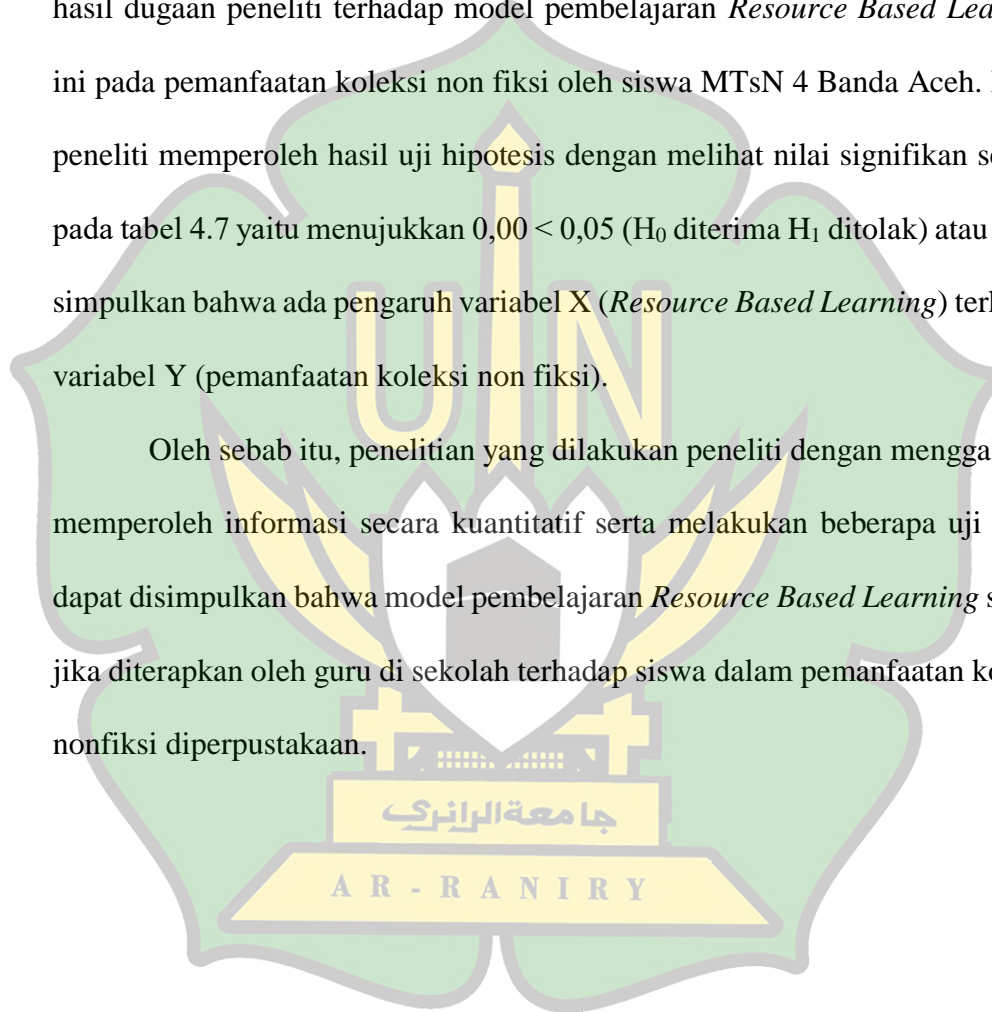 hasil dugaan peneliti terhadap model pembelajaran Resource Based Lea
ini pada pemanfaatan koleksi non fiksi oleh siswa MTsN 4 Banda Aceh.
peneliti memperoleh hasil uji hipotesis dengan melihat nilai signifikan se
pada tabel 4.7 yaitu menujukkan 0,00 < 0,05 (H₀ diterima H₁ ditolak) atau
simpulkan bahwa ada pengaruh variabel X (Resource Based Learning) terh
variabel Y (pemanfaatan koleksi non fiksi).
Oleh sebab itu, penelitian yang dilakukan peneliti dengan mengga
memperoleh informasi secara kuantitatif serta melakukan beberapa uji
dapat disimpulkan bahwa model pembelajaran Resource Based Learning s
jika diterapkan oleh guru di sekolah terhadap siswa dalam pemanfaatan ko
nonfiksi diperpustakaan.
UIN
جامعة الرانري
AR-RANIRY